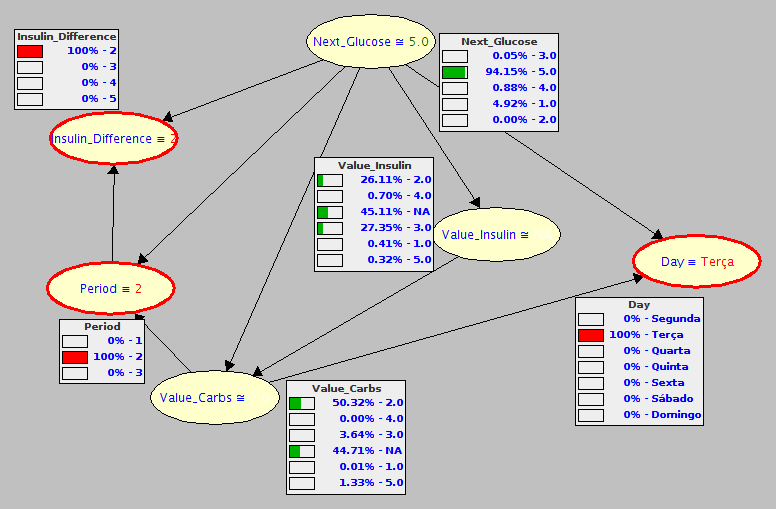 Insulin_Difference
100% - 2
0% - 3
0% - 4
0% - 5
Next_Glucose ≅ 5.0
Next_Glucose
0.05% - 3.0
94.15% - 5.0
0.88% - 4.0
4.92% - 1.0
0.00% - 2.0
Insulin_Difference ≡ 2
Value_Insulin
26.11% - 2.0
0.70% - 4.0
45.11% - NA
27.35% - 3.0
0.41% - 1.0
0.32% - 5.0
Value_Insulin ≅
Day ≡ Terça
Period ≡ 2
Period
0% - 1
100% - 2
0% - 3
Day
0% - Segunda
100% - Terça
0% - Quarta
0% - Quinta
0% - Sexta
0% - Sábado
0% - Domingo
Value_Carbs ≅
Value_Carbs
50.32% - 2.0
0.00% - 4.0
3.64% - 3.0
44.71% - NA
0.01% - 1.0
1.33% - 5.0